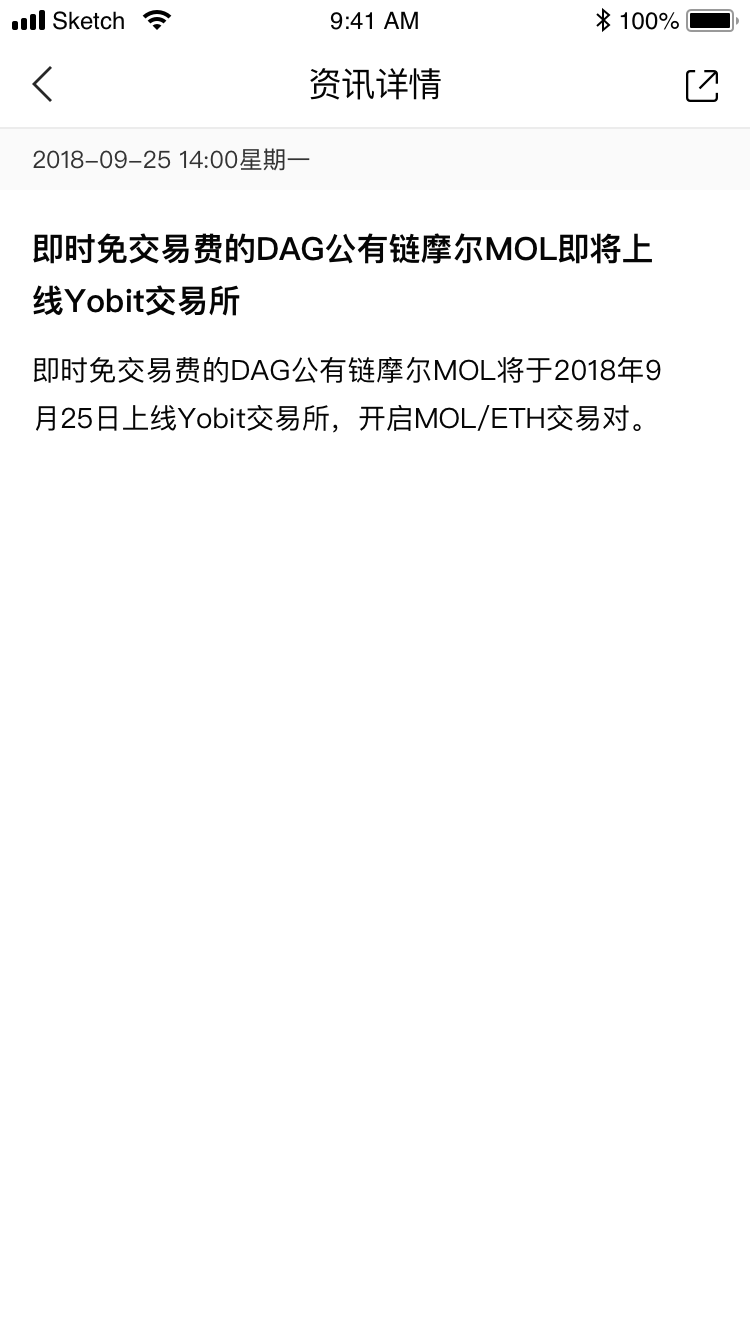 Sketch 9:41 AM 100%
资讯详情
2018-09-25 14:00星期一
即时免交易费的DAG公有链摩尔MOL即将上
线Yobit交易所
即时免交易费的DAG公有链摩尔MOL将于2018年9
月25日上线Yobit交易所，开启MOL/ETH交易对。